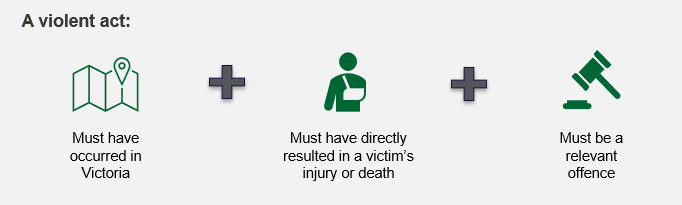 A violent act:
Must have
occurred in
Victoria
Must have directly
resulted in a victim's
injury or death
Must be a
relevant
offence